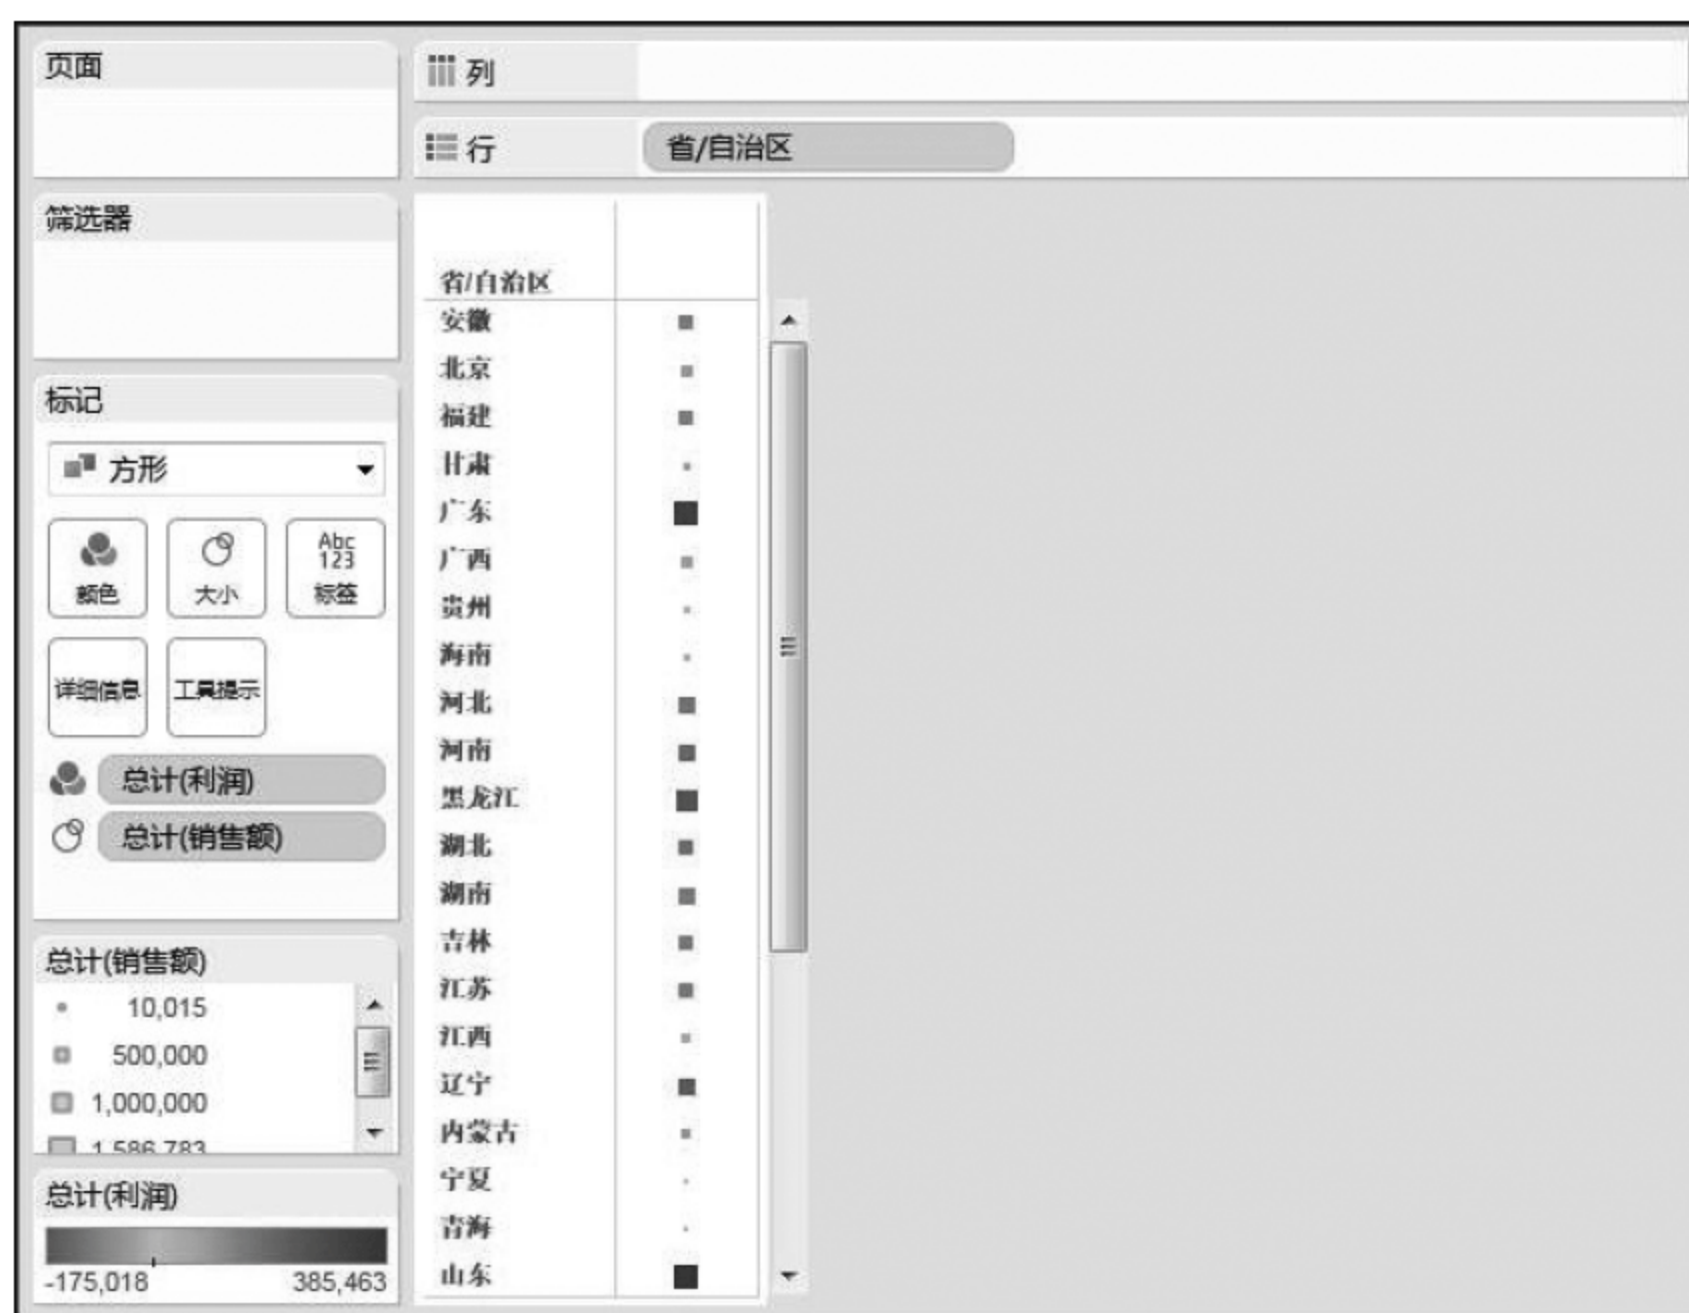 页面
列
行
省/自治区
筛选器
标记
方形
颜色
大小
Abc
123
标签
详细信息
工具提示
总计(利润)
总计(销售额)
总计(销售额)
10,015
500,000
1,000,000
1,586,783
总计(利润)
-175,018
385,463
省/自治区
安徽
北京
福建
甘肃
广东
广西
贵州
海南
河北
河南
黑龙江
湖北
湖南
吉林
江苏
江西
辽宁
内蒙古
宁夏
青海
山东